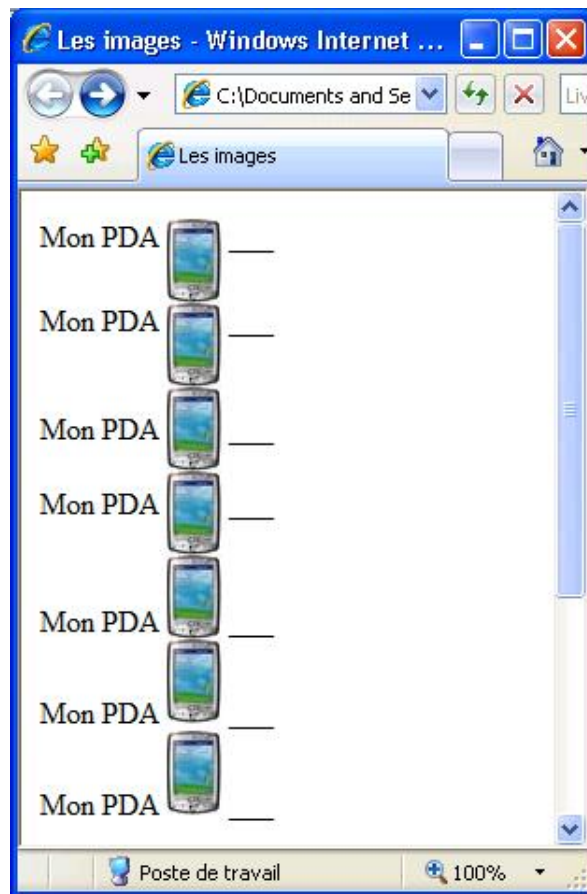 Les images - Windows Internet ...
C:\Documents and Se
Liv
Les images
Mon PDA ___
Mon PDA ___
Mon PDA ___
Mon PDA ___
Mon PDA ___
Mon PDA ___
Mon PDA ___
Poste de travail 100%